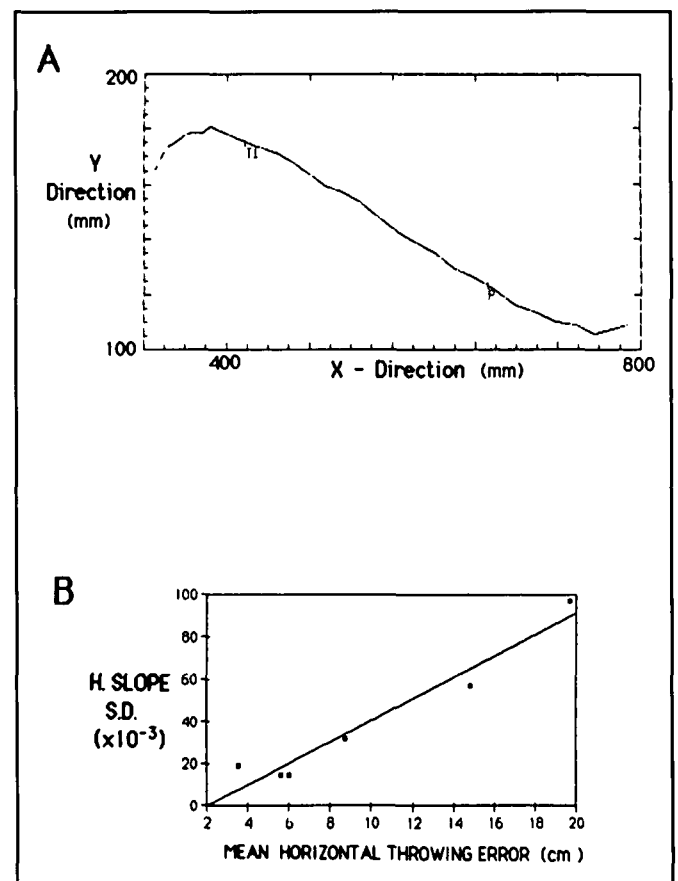 A
200
Y
Direction
(mm)
TI
P
100
400
X - Direction (mm)
800
B
100
80
60
40
20
0
H. SLOPE
S.D.
(x10-3)
2 4 6 8 10 12 14 16 18 20
MEAN HORIZONTAL THROWING ERROR (cm)